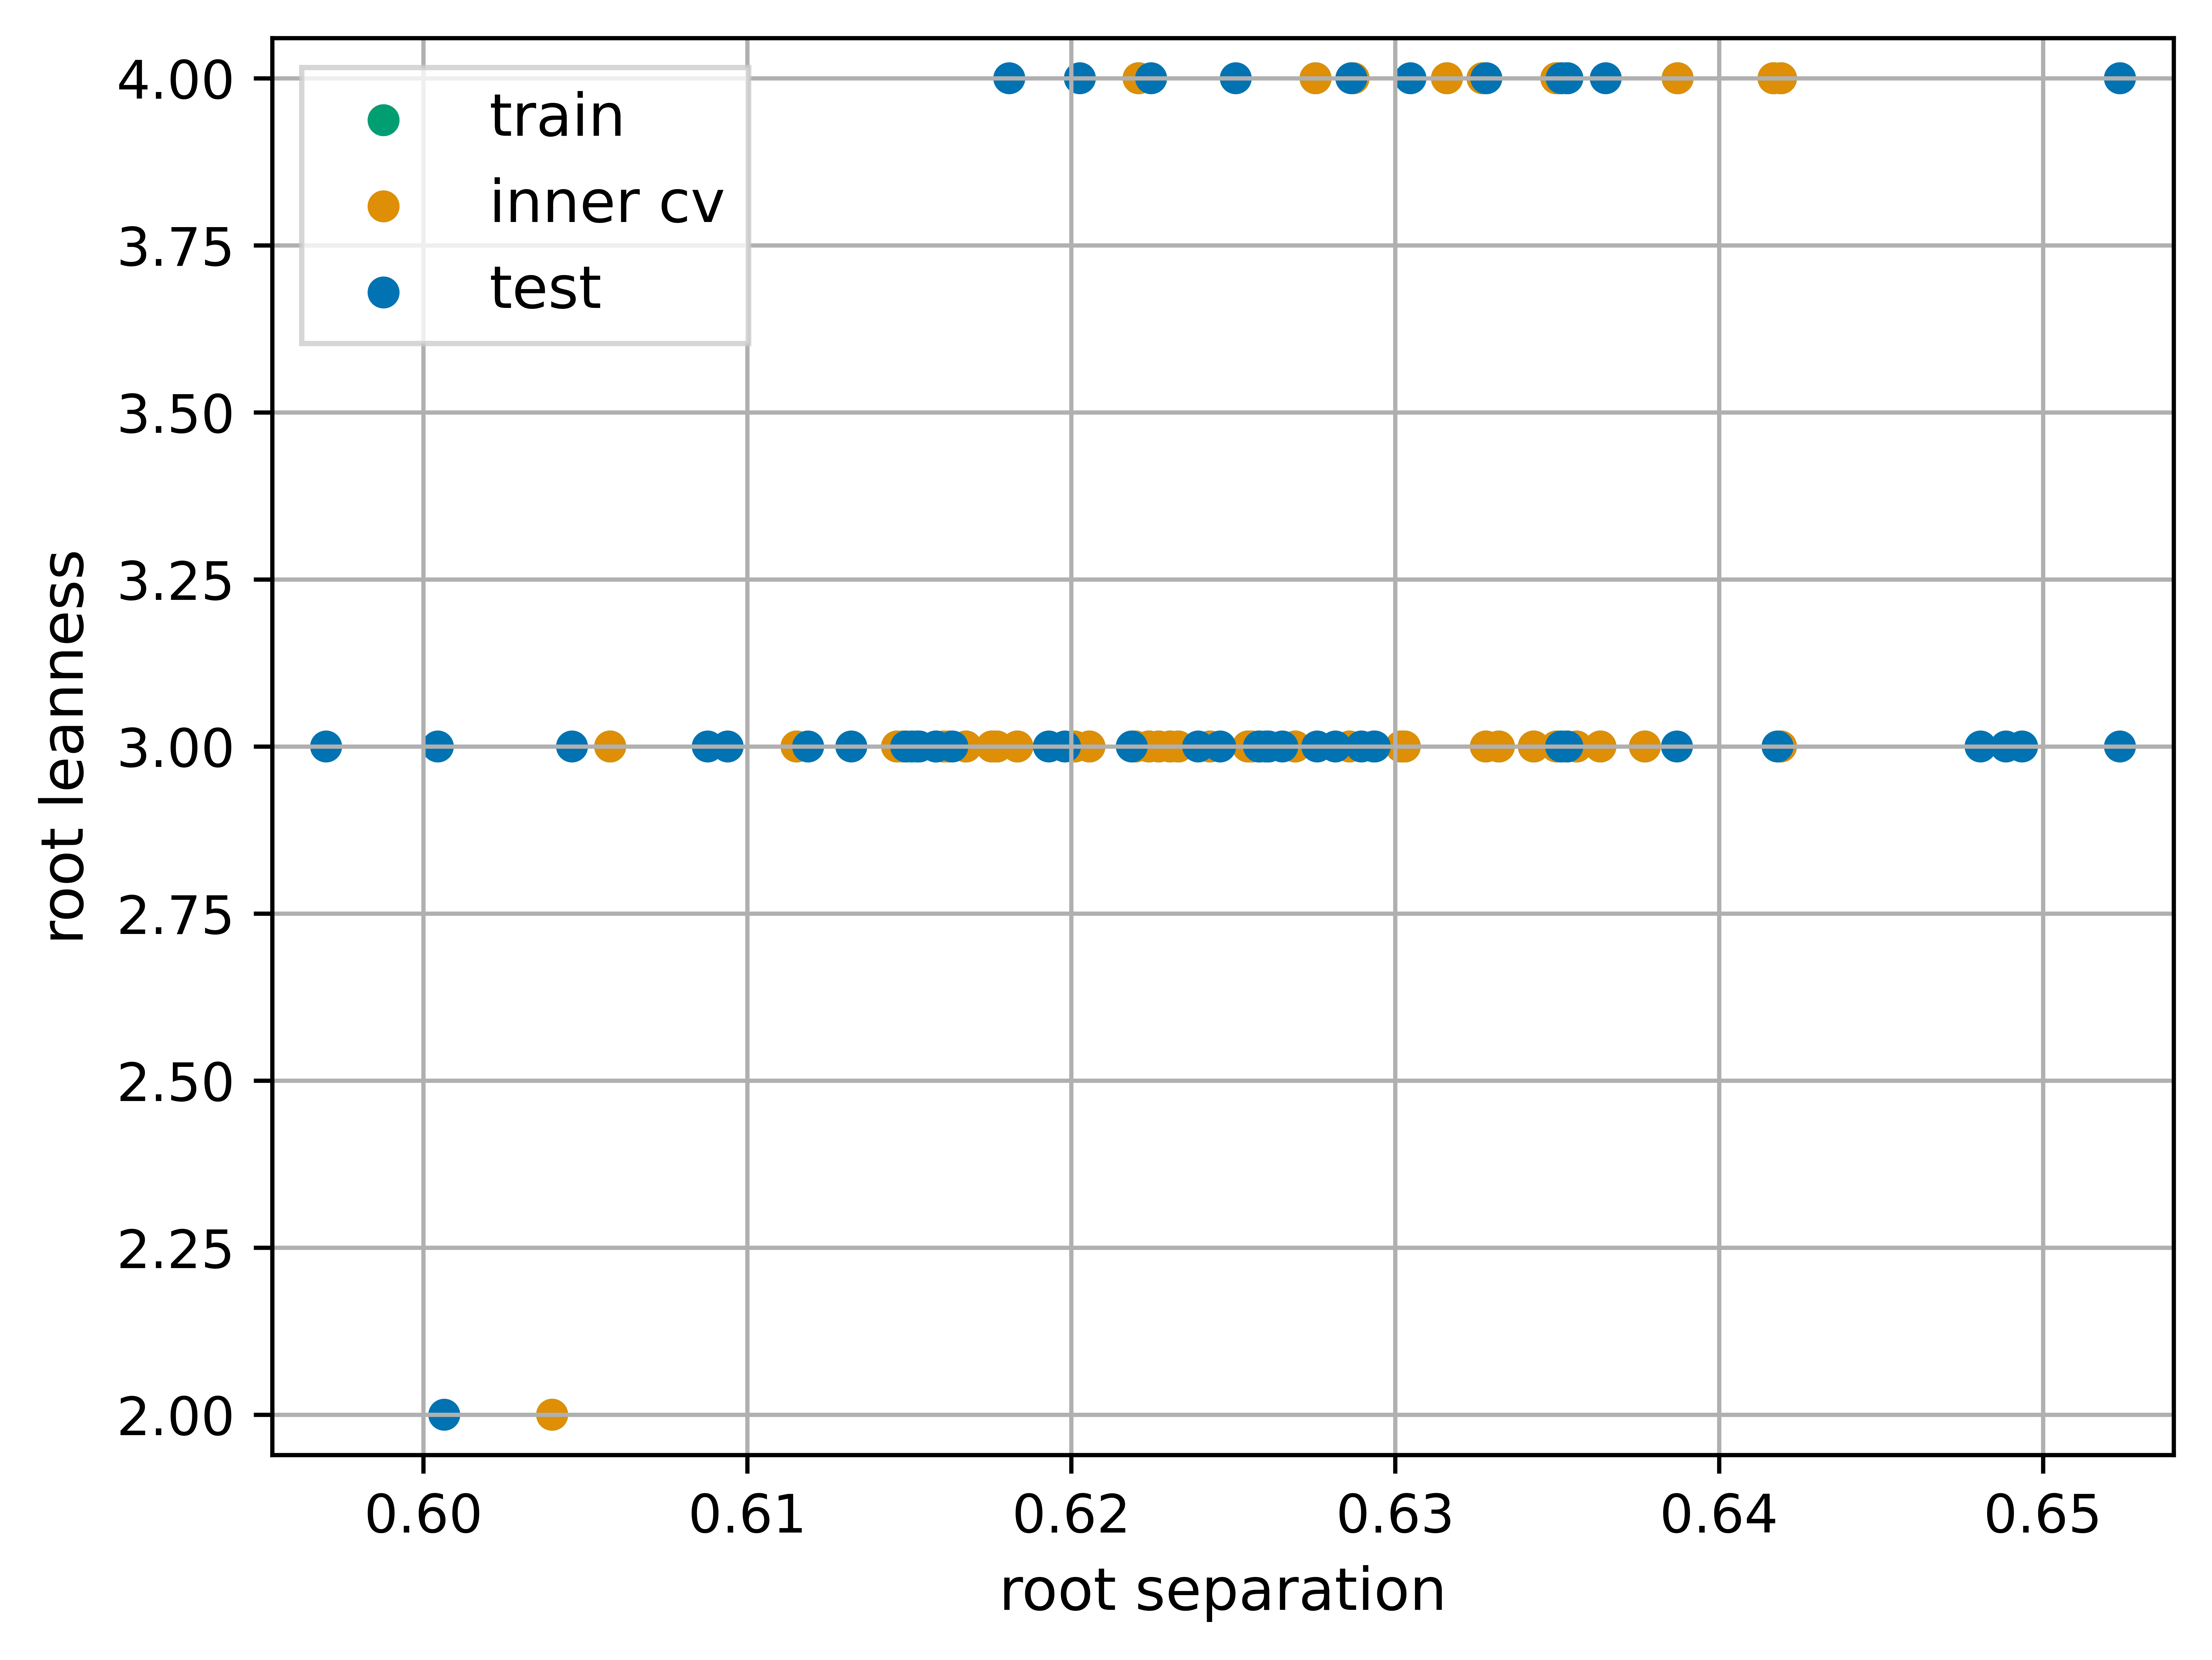 4.00
3.75
3.50
3.25
3.00
2.75
2.50
2.25
2.00
root leanness
train
inner cv
test
0.60 0.61 0.62 0.63 0.64 0.65
root separation